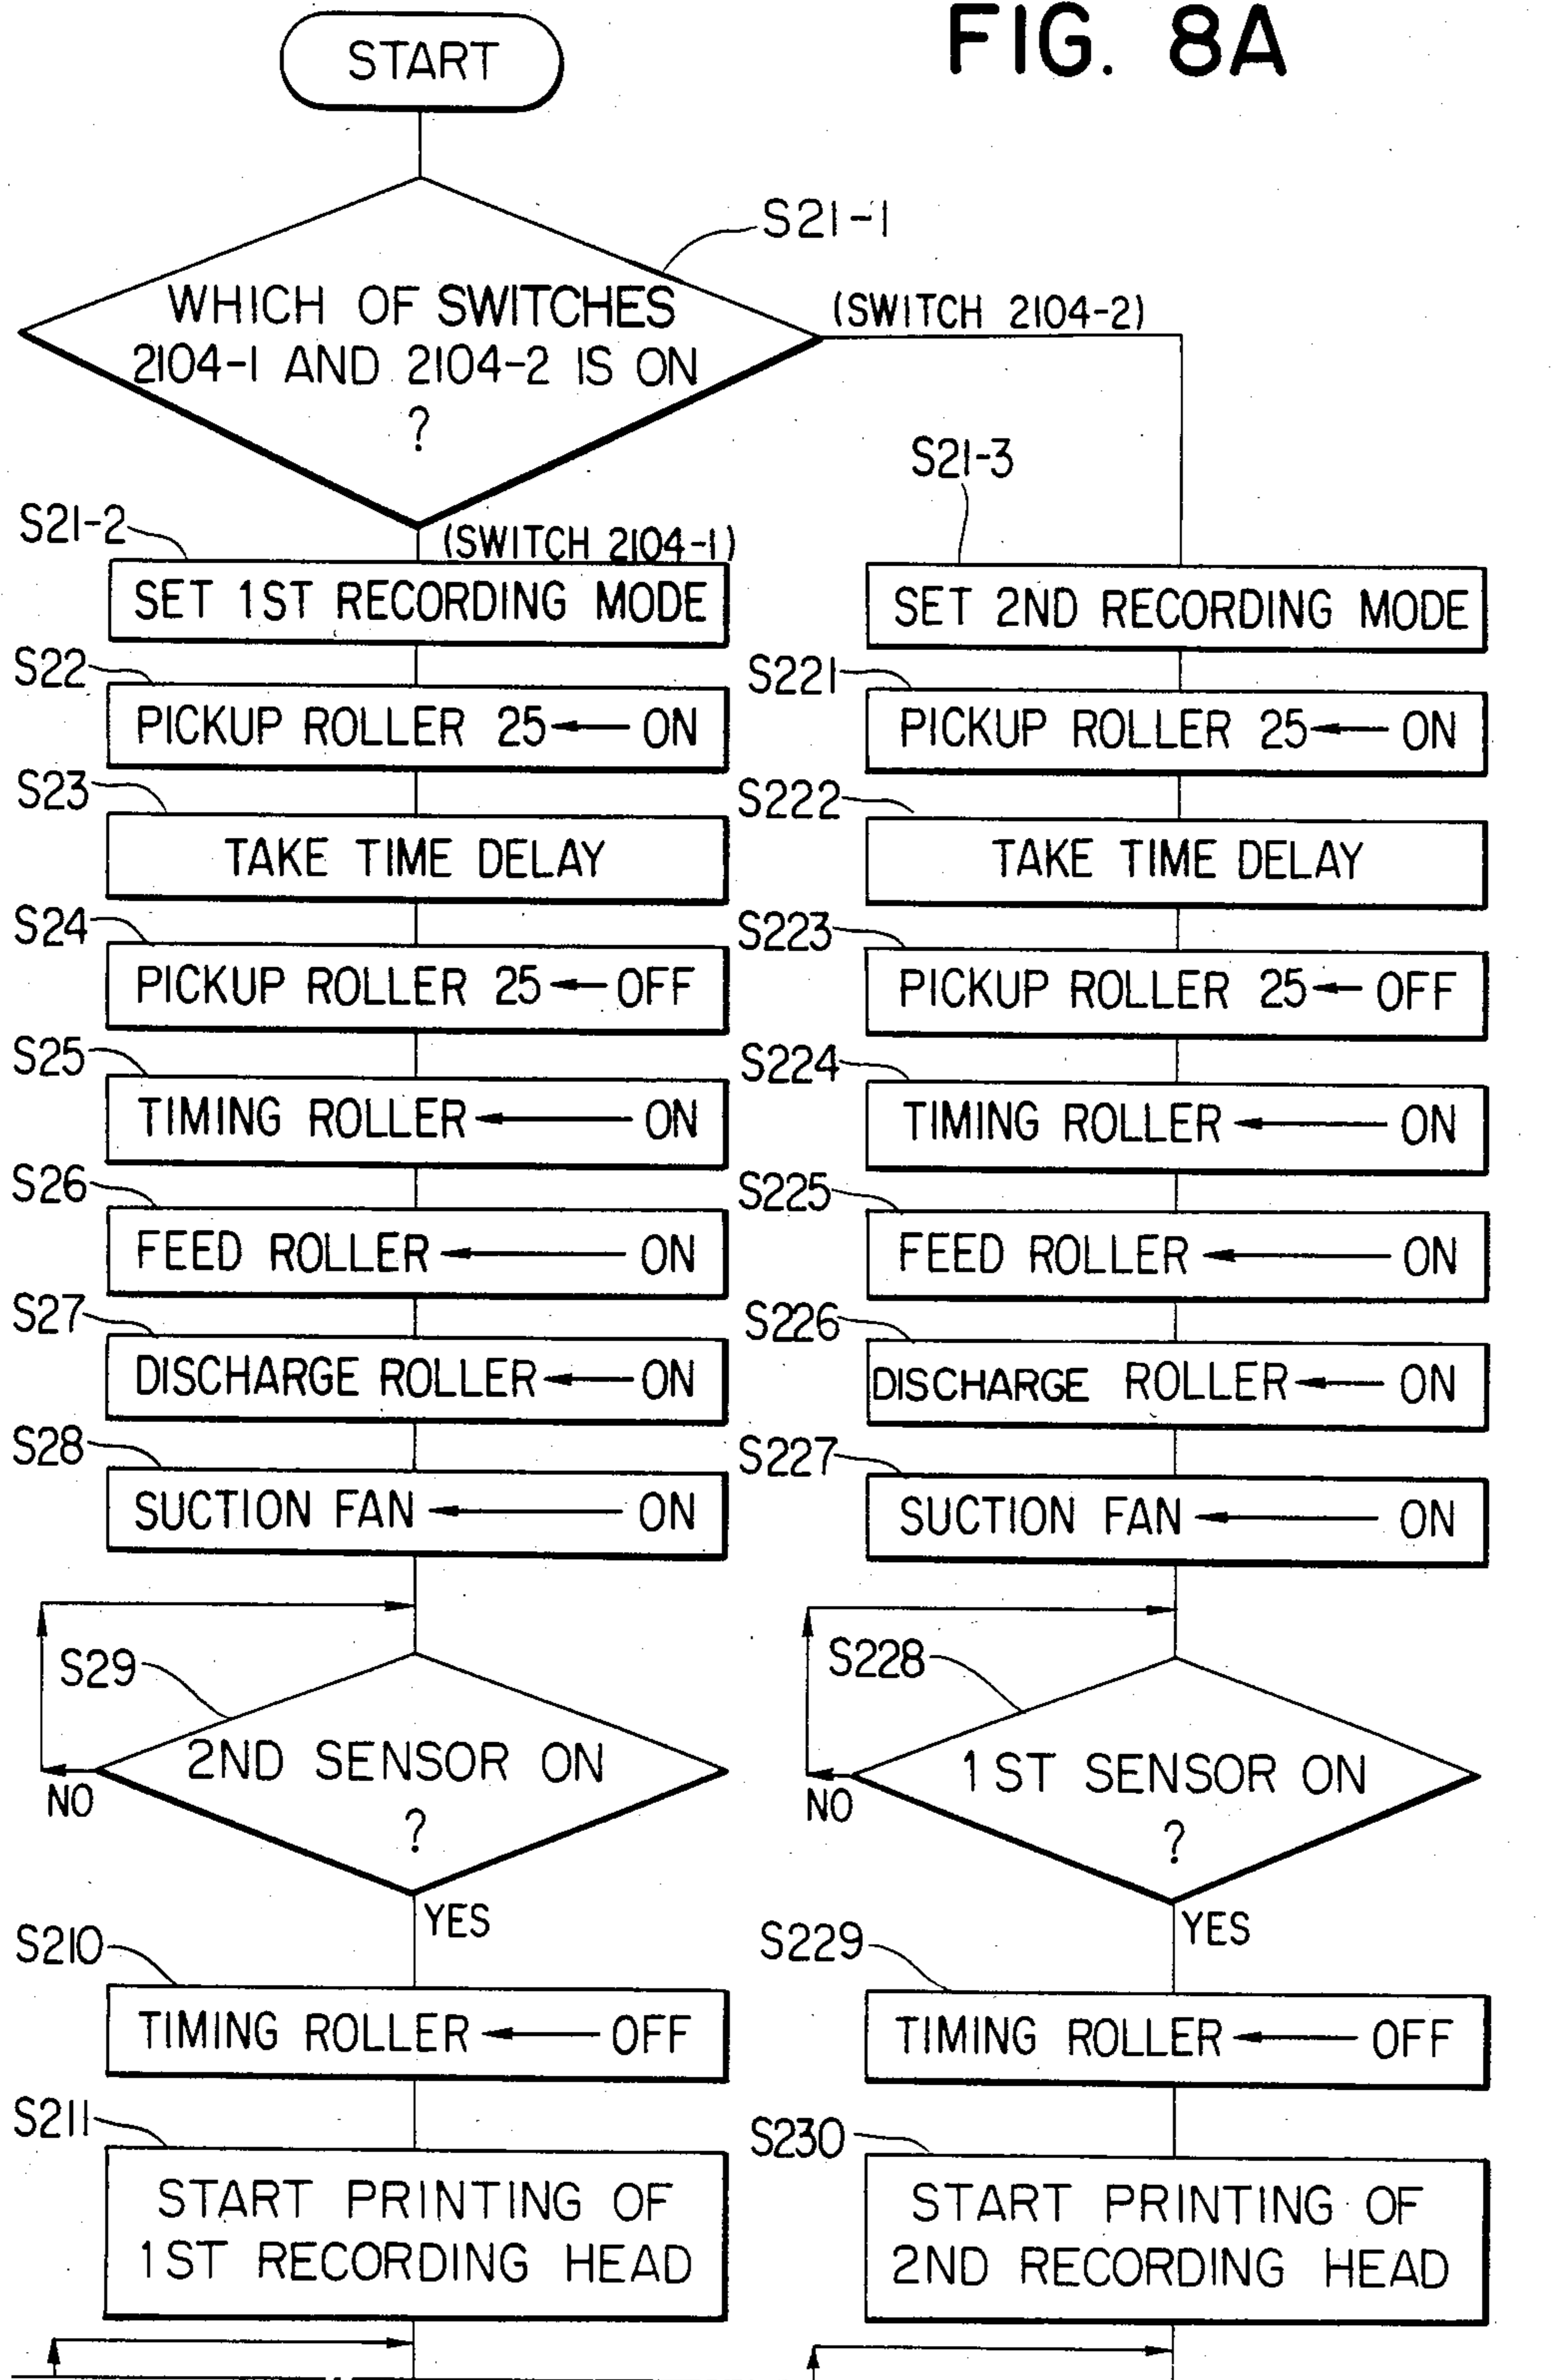 FIG. 8A
START
S21-1
WHICH OF SWITCHES
2104-1 AND 2104-2 IS ON
?
(SWITCH 2104-2)
(SWITCH 2104-1)
S21-2
SET 1ST RECORDING MODE
S22
PICKUP ROLLER 25 ← ON
S23
TAKE TIME DELAY
S24
PICKUP ROLLER 25 ← OFF
S25
TIMING ROLLER ← ON
S26
FEED ROLLER ← ON
S27
DISCHARGE ROLLER ← ON
S28
SUCTION FAN ← ON
S29
2ND SENSOR ON
?
NO
YES
S210
TIMING ROLLER ← OFF
S211
START PRINTING OF
1ST RECORDING HEAD
S21-3
SET 2ND RECORDING MODE
S221
PICKUP ROLLER 25 ← ON
S222
TAKE TIME DELAY
S223
PICKUP ROLLER 25 ← OFF
S224
TIMING ROLLER ← ON
S225
FEED ROLLER ← ON
S226
DISCHARGE ROLLER ← ON
S227
SUCTION FAN ← ON
S228
1ST SENSOR ON
?
NO
YES
S229
TIMING ROLLER ← OFF
S230
START PRINTING OF
2ND RECORDING HEAD